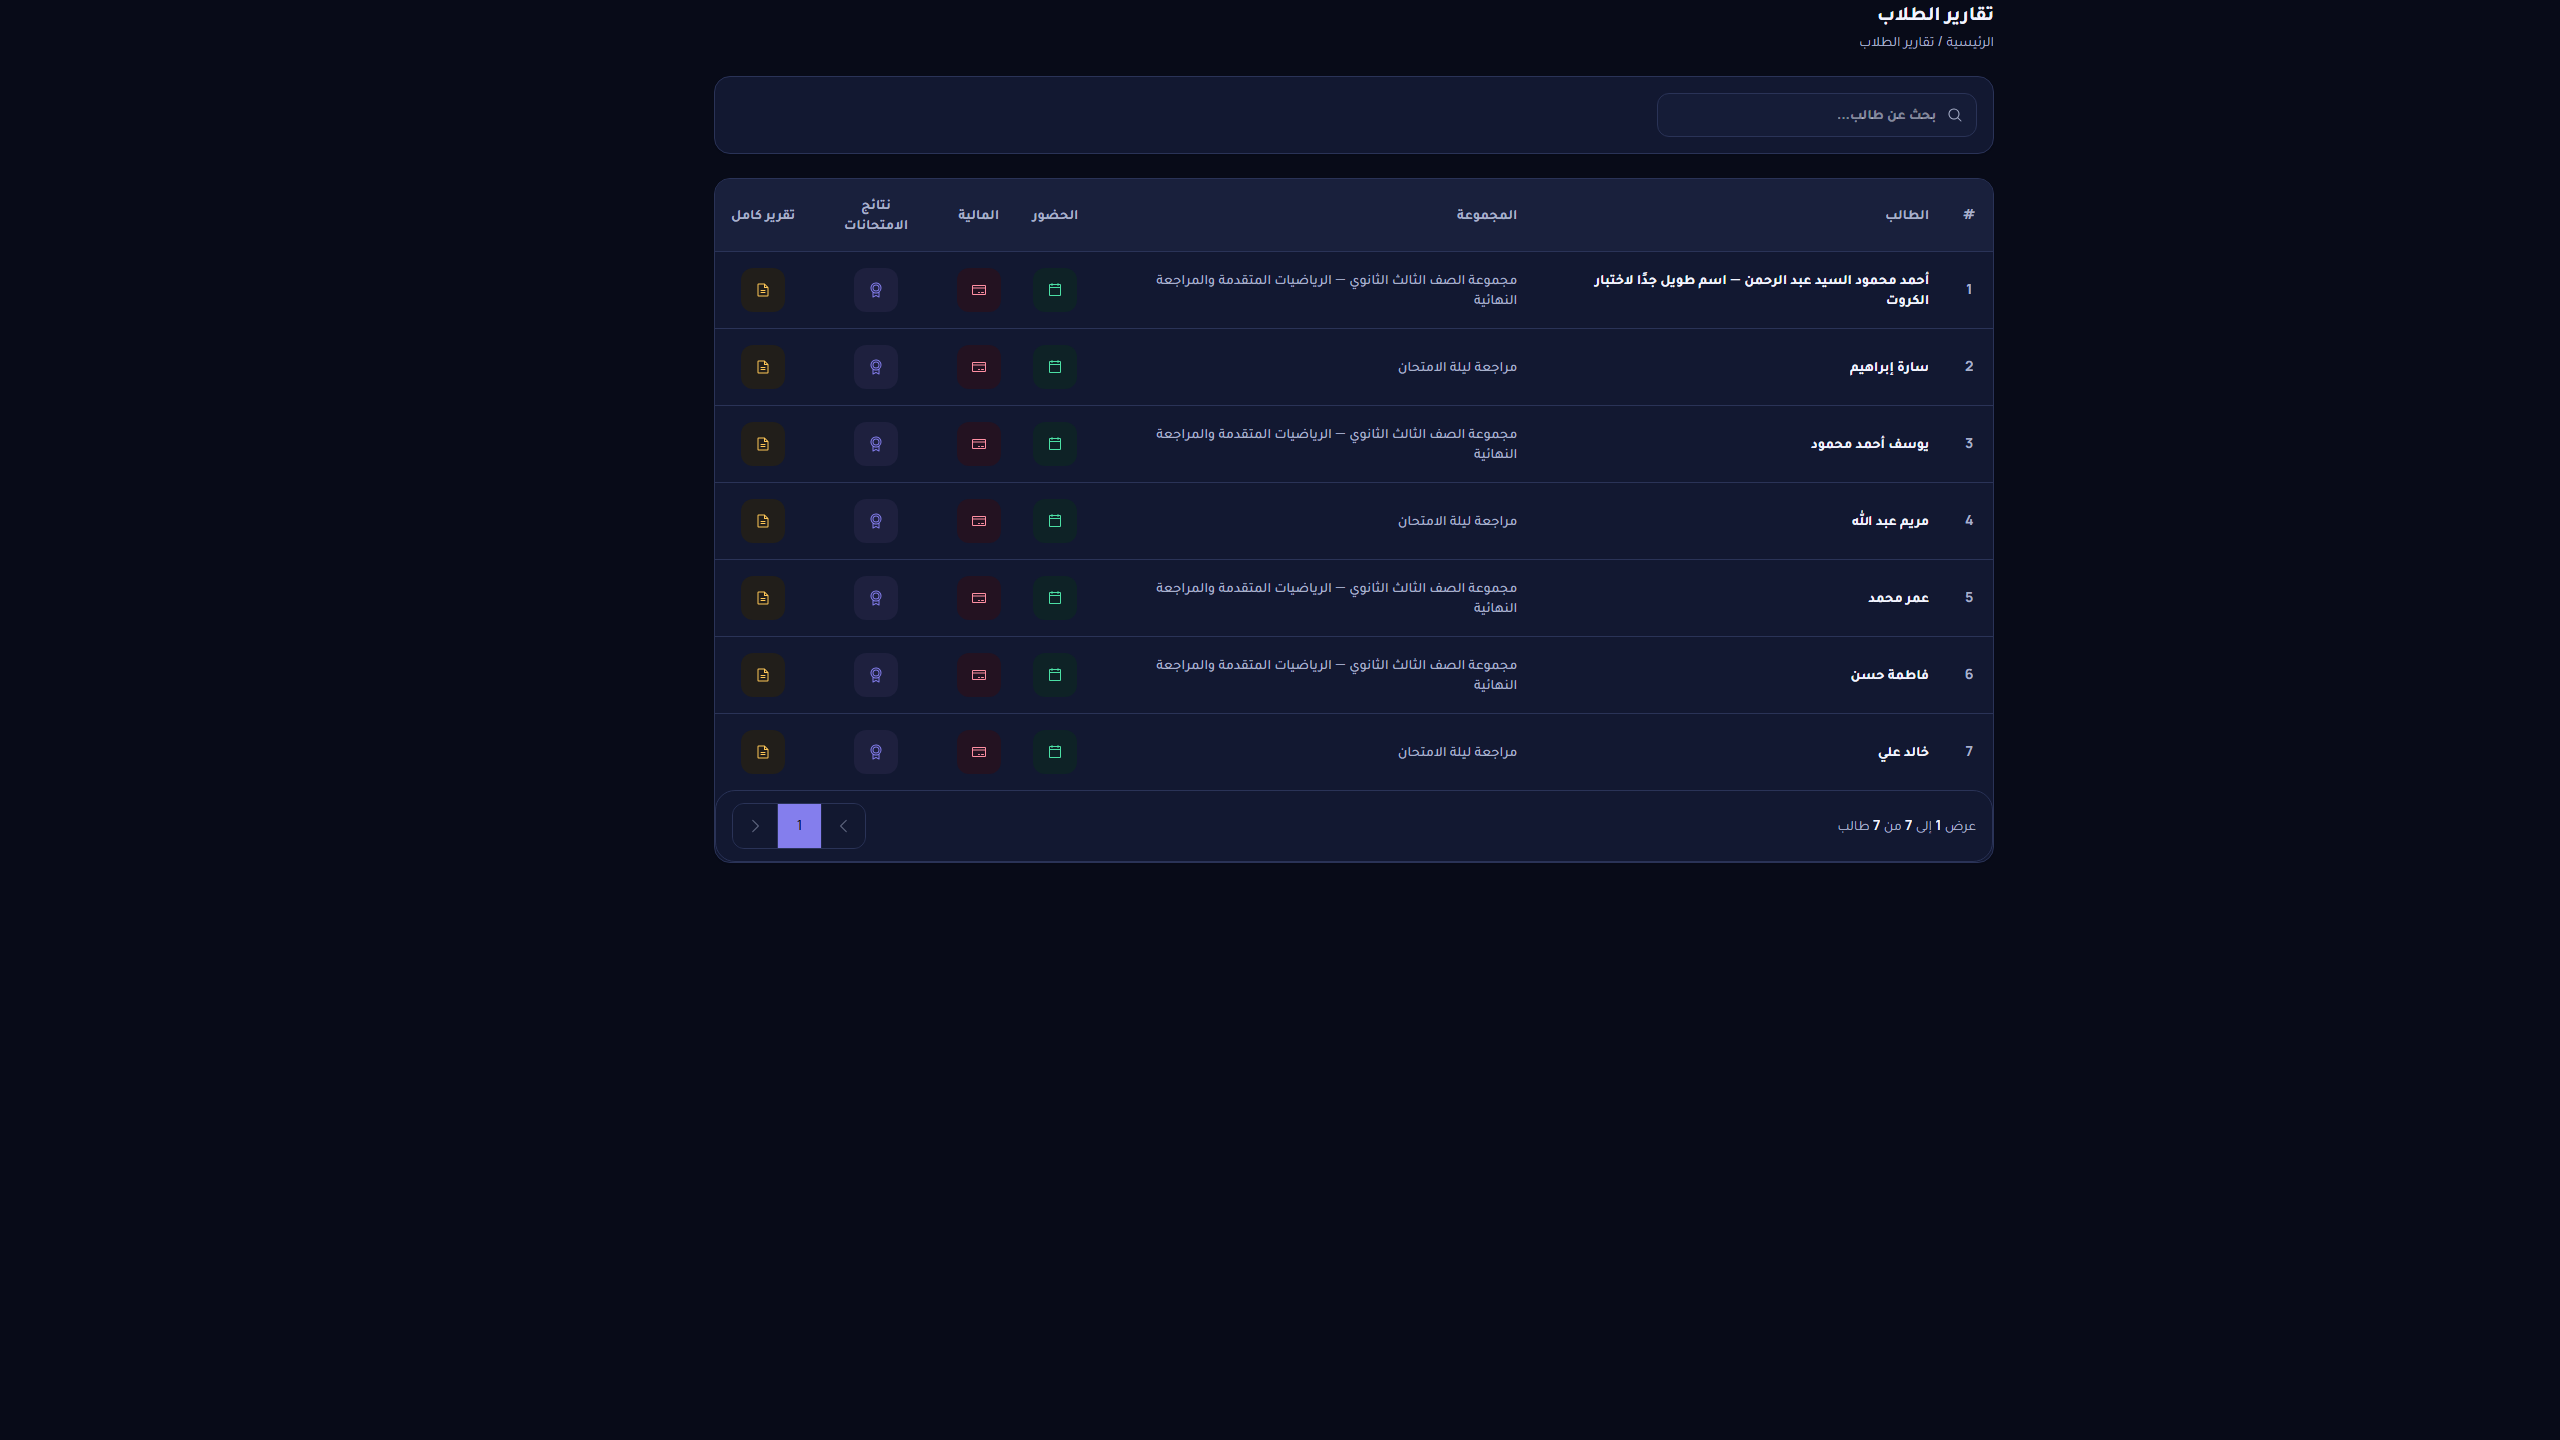 تقارير الطلاب
الرئيسية / تقارير الطلاب
بحث عن طالب...
# الطالب المجموعة الحضور المالية نتائج الامتحانات تقرير كامل
1 أحمد محمود السيد عبد الرحمن – اسم طويل جدًا لاختبار الكروت مجموعة الصف الثالث الثانوي – الرياضيات المتقدمة والمراجعة النهائية
2 سارة إبراهيم مراجعة ليلة الامتحان
3 يوسف أحمد محمود مجموعة الصف الثالث الثانوي – الرياضيات المتقدمة والمراجعة النهائية
4 مريم عبد الله مراجعة ليلة الامتحان
5 عمر محمد مجموعة الصف الثالث الثانوي – الرياضيات المتقدمة والمراجعة النهائية
6 فاطمة حسن مجموعة الصف الثالث الثانوي – الرياضيات المتقدمة والمراجعة النهائية
7 خالد علي مراجعة ليلة الامتحان
عرض 1 إلى 7 من 7 طالب
1